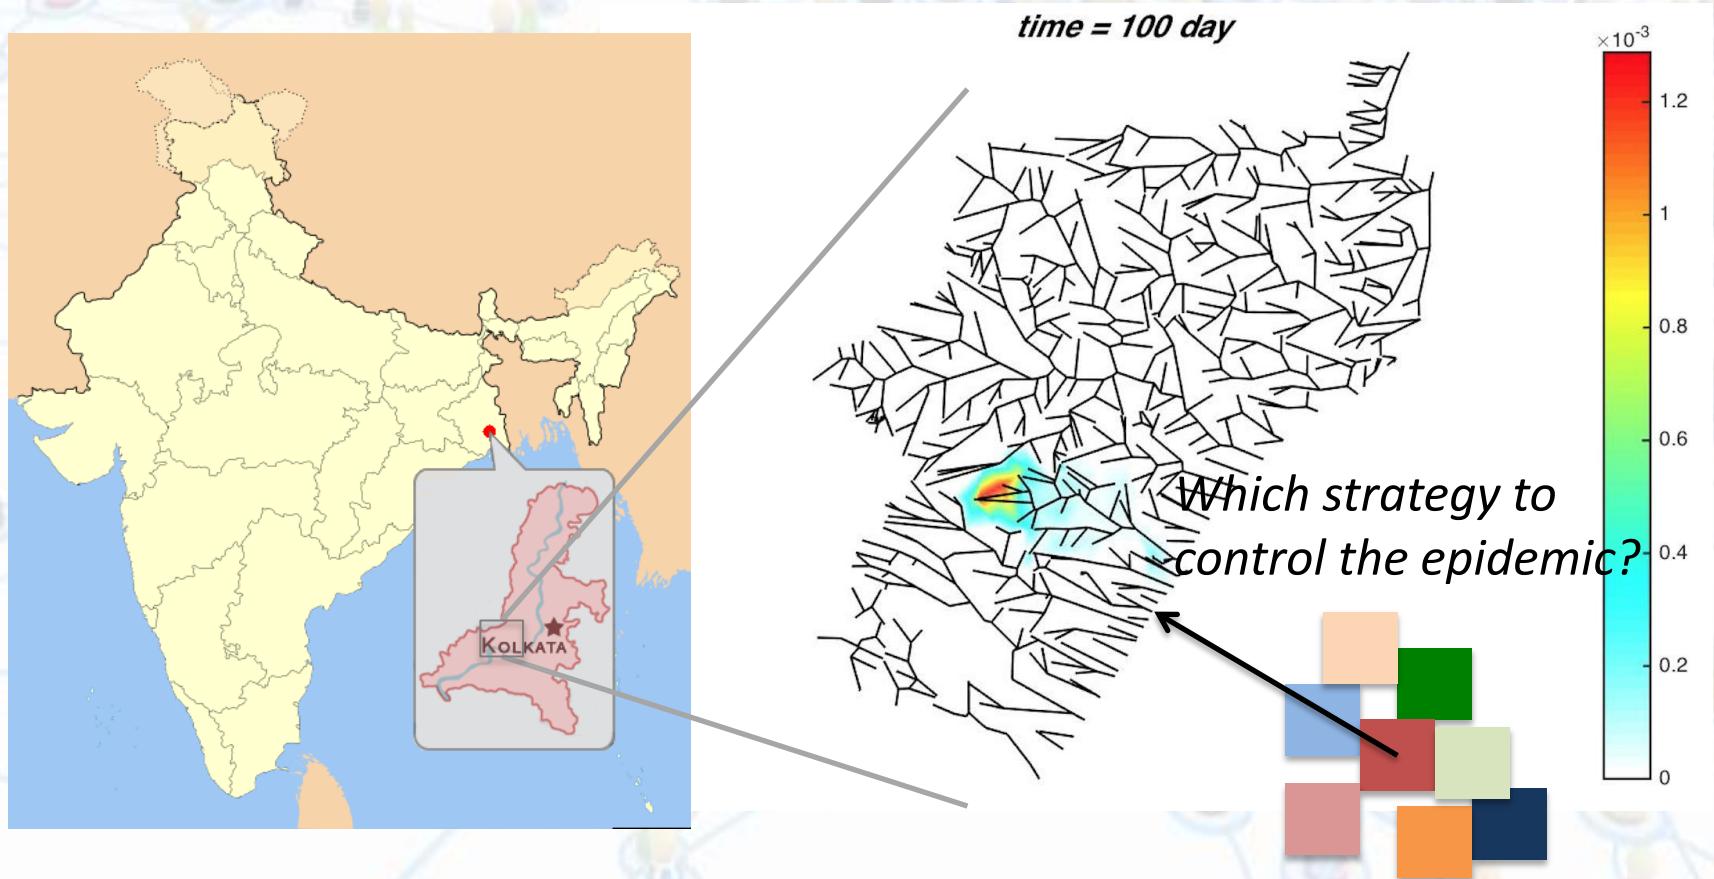 time = 100 day
×10-3
1.2
1
0.8
0.6
0.4
0.2
0
KOLKATA
Which strategy to
control the epidemic?